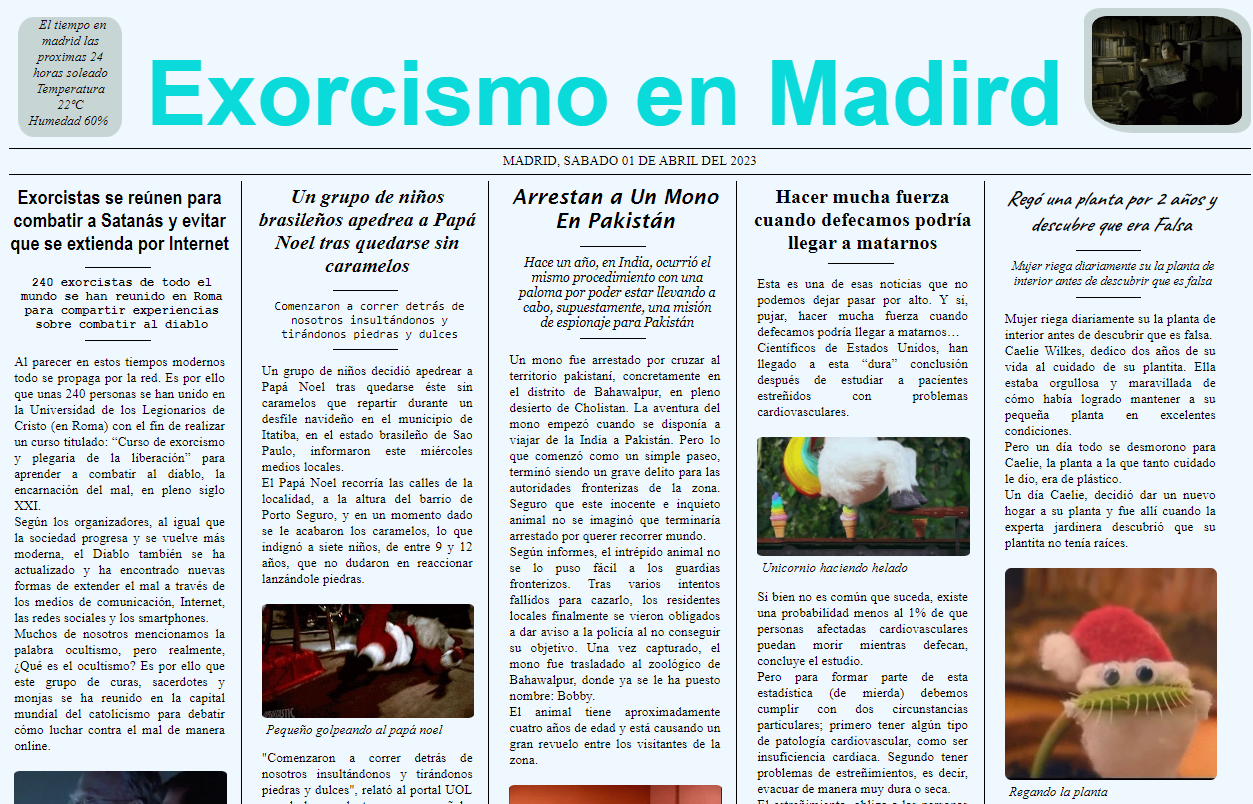 El tiempo en
madrid las
proximas 24
horas soleado
Temperatura
22ºC
Humedad 60%
Exorcismo en Madird
MADRID, SABADO 01 DE ABRIL DEL 2023
Exorcistas se reúnen para
combatir a Satanás y evitar
que se extienda por Internet
240 exorcistas de todo el
mundo se han reunido en Roma
para compartir experiencias
sobre combatir al diablo
Al parecer en estos tiempos modernos
todo se propaga por la red. Es por ello
que unas 240 personas se han unido en
la Universidad de los Legionarios de
Cristo (en Roma) con el fin de realizar
un curso titulado: “Curso de exorcismo
y plegaria de la liberación” para
aprender a combatir al diablo, la
encarnación del mal, en pleno siglo
XXI.
Según los organizadores, al igual que
la sociedad progresa y se vuelve más
moderna, el Diablo también se ha
actualizado y ha encontrado nuevas
formas de extender el mal a través de
los medios de comunicación, Internet,
las redes sociales y los smartphones.
Muchos de nosotros mencionamos la
palabra ocultismo, pero realmente,
¿Qué es el ocultismo? Es por ello que
este grupo de curas, sacerdotes y
monjas se ha reunido en la capital
mundial del catolicismo para debatir
cómo luchar contra el mal de manera
online.
Un grupo de niños
brasileños apedrea a Papá
Noel tras quedarse sin
caramelos
Comenzaron a correr detrás de
nosotros insultándonos y
tirándonos piedras y dulces
Un grupo de niños decidió apedrear a
Papá Noel tras quedarse éste sin
caramelos que repartir durante un
desfile navideño en el municipio de
Itatiba, en el estado brasileño de Sao
Paulo, informaron este miércoles
medios locales.
El Papá Noel recorría las calles de la
localidad, a la altura del barrio de
Porto Seguro, y en un momento dado
se le acabaron los caramelos, lo que
indignó a siete niños, de entre 9 y 12
años, que no dudaron en reaccionar
lanzándole piedras.
Pequeño golpeando al papá noel
"Comenzaron a correr detrás de
nosotros insultándonos y tirándonos
piedras y dulces", relató al portal UOL
Arrestan a Un Mono
En Pakistán
Hace un año, en India, ocurrió el
mismo procedimiento con una
paloma por poder estar llevando a
cabo, supuestamente, una misión
de espionaje para Pakistán
Un mono fue arrestado por cruzar al
territorio pakistaní, concretamente en
el distrito de Bahawalpur, en pleno
desierto de Cholistan. La aventura del
mono empezó cuando se disponía a
viajar de la India a Pakistán. Pero lo
que comenzó como un simple paseo,
terminó siendo un grave delito para las
autoridades fronterizas de la zona.
Seguro que este inocente e inquieto
animal no se imaginó que terminaría
arrestado por querer recorrer mundo.
Según informes, el intrépido animal no
se lo puso fácil a los guardias
fronterizos. Tras varios intentos
fallidos para cazarlo, los residentes
locales finalmente se vieron obligados
a dar aviso a la policía al no conseguir
su objetivo. Una vez capturado, el
mono fue trasladado al zoológico de
Bahawalpur, donde ya se le ha puesto
nombre: Bobby.
El animal tiene aproximadamente
cuatro años de edad y está causando un
gran revuelo entre los visitantes de la
zona.
Hacer mucha fuerza
cuando defecamos podría
llegar a matarnos
Esta es una de esas noticias que no
podemos dejar pasar por alto. Y sí,
pujar, hacer mucha fuerza cuando
defecamos podría llegar a matarnos…
Científicos de Estados Unidos, han
llegado a esta “dura” conclusión
después de estudiar a pacientes
estreñidos con problemas
cardiovasculares.
Unicornio haciendo helado
Si bien no es común que suceda, existe
una probabilidad menos al 1% de que
personas afectadas cardiovasculares
puedan morir mientras defecan,
concluye el estudio.
Pero para formar parte de esta
estadística (de mierda) debemos
cumplir con dos circunstancias
particulares; primero tener algún tipo
de patología cardiovascular, como ser
insuficiencia cardíaca. Segundo tener
problemas de estreñimientos, es decir,
evacuar de manera muy dura o seca.
El estreñimiento, obliga a las personas
Regó una planta por 2 años y
descubre que era Falsa
Mujer riega diariamente su la planta de
interior antes de descubrir que es falsa
Mujer riega diariamente su la planta de
interior antes de descubrir que es falsa.
Caelie Wilkes, dedico dos años de su
vida al cuidado de su plantita. Ella
estaba orgullosa y maravillada de
cómo había logrado mantener a su
pequeña planta en excelentes
condiciones.
Pero un día todo se desmorono para
Caelie, la planta a la que tanto cuidado
le dio, era de plástico.
Un día Caelie, decidió dar un nuevo
hogar a su planta y fue allí cuando la
experta jardinera descubrió que su
plantita no tenía raíces.
Regando la planta